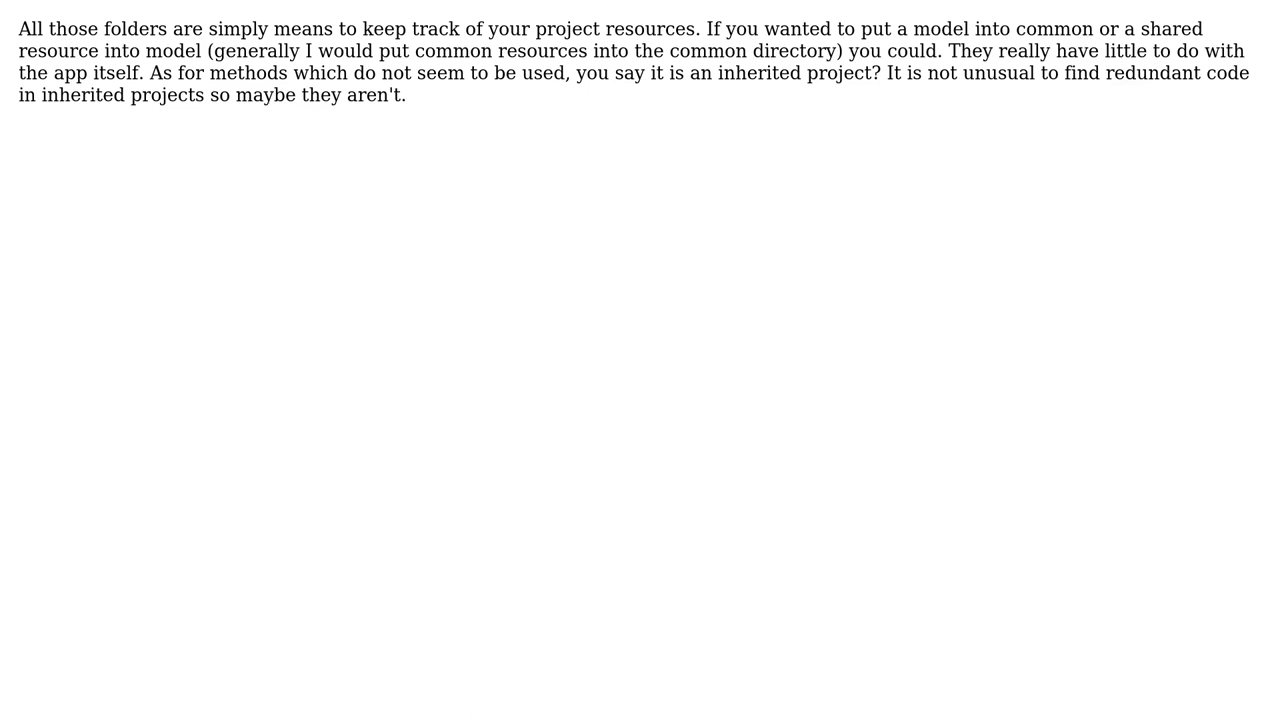 All those folders are simply means to keep track of your project resources. If you wanted to put a model into common or a shared
resource into model (generally I would put common resources into the common directory) you could. They really have little to do with
the app itself. As for methods which do not seem to be used, you say it is an inherited project? It is not unusual to find redundant code
in inherited projects so maybe they aren't.